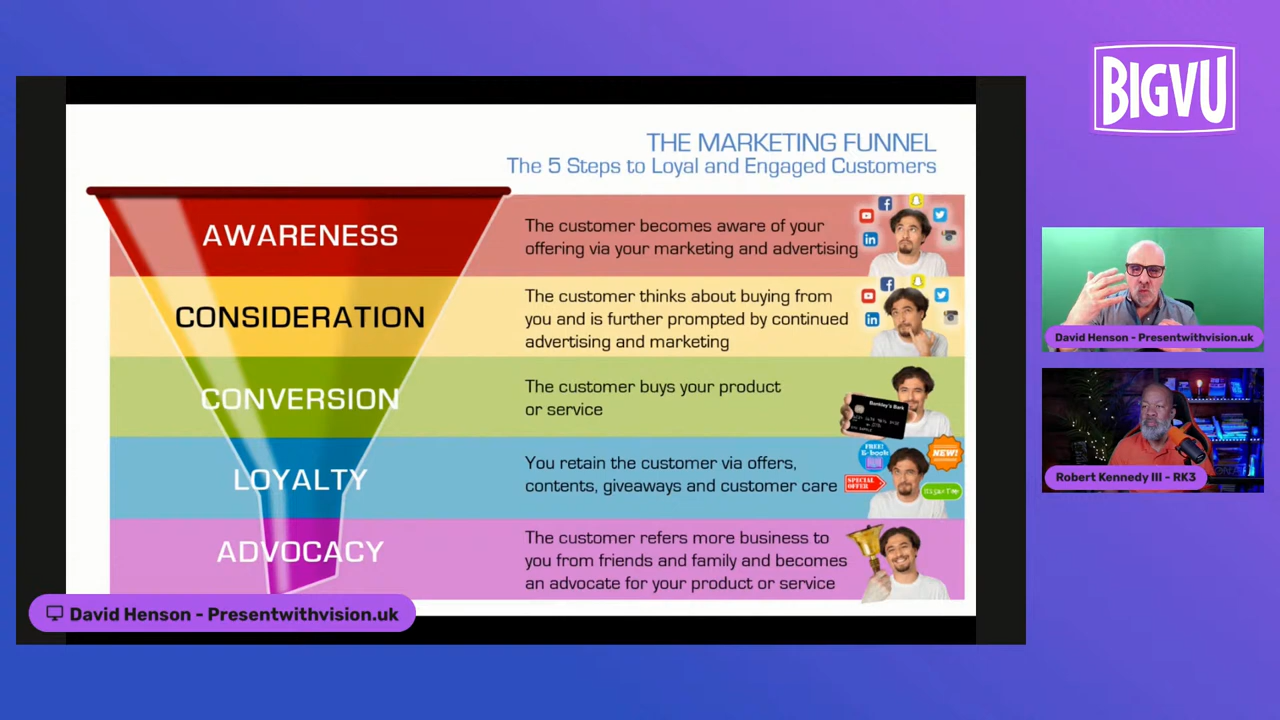 BIGVU
THE MARKETING FUNNEL
The 5 Steps to Loyal and Engaged Customers
AWARENESS
The customer becomes aware of your
offering via your marketing and advertising
CONSIDERATION
The customer thinks about buying from
you and is further prompted by continued
advertising and marketing
CONVERSION
The customer buys your product
or service
LOYALTY
You retain the customer via offers,
contents, giveaways and customer care
FREE!
E-book
NEW!
SPECIAL
OFFER
ADVOCACY
The customer refers more business to
you from friends and family and becomes
an advocate for your product or service
David Henson - Presentwithvision.uk
David Henson - Presentwithvision.uk
Robert Kennedy III - RK3